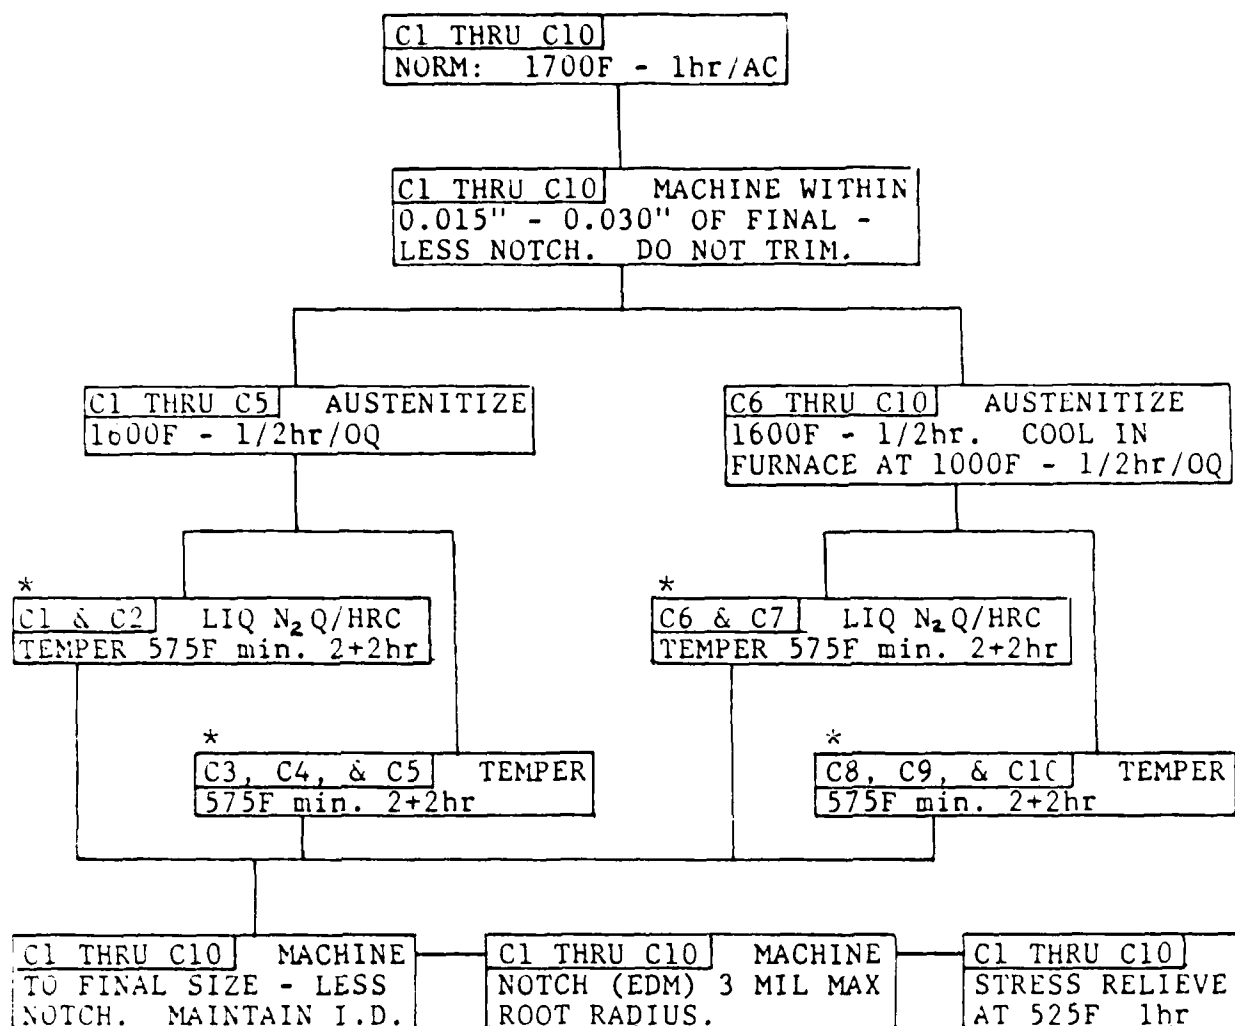 C1 THRU C10
NORM: 1700F - 1hr/AC
C1 THRU C10 MACHINE WITHIN
0.015" - 0.030" OF FINAL -
LESS NOTCH. DO NOT TRIM.
C1 THRU C5 AUSTENITIZE
1600F - 1/2hr/OQ
C6 THRU C10 AUSTENITIZE
1600F - 1/2hr. COOL IN
FURNACE AT 1000F - 1/2hr/OQ
*
C1 & C2 LIQ N₂ Q/HRC
TEMPER 575F min. 2+2hr
*
C6 & C7 LIQ N₂ Q/HRC
TEMPER 575F min. 2+2hr
*
C3, C4, & C5 TEMPER
575F min. 2+2hr
*
C8, C9, & C10 TEMPER
575F min. 2+2hr
C1 THRU C10 MACHINE
TO FINAL SIZE - LESS
NOTCH. MAINTAIN I.D.
C1 THRU C10 MACHINE
NOTCH (EDM) 3 MIL MAX
ROOT RADIUS.
C1 THRU C10
STRESS RELIEVE
AT 525F 1hr